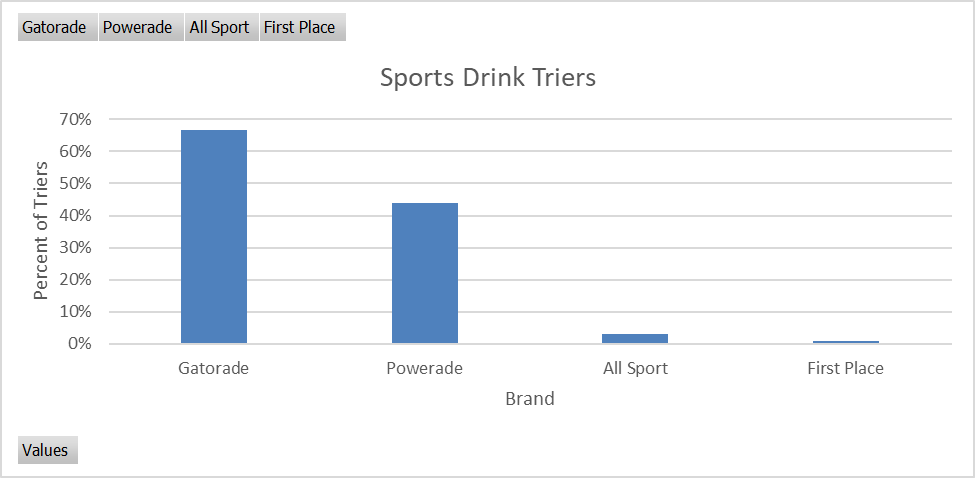 Gatorade Powerade All Sport First Place
Sports Drink Triers
70%
60%
50%
40%
30%
20%
10%
0%
Percent of Triers
Gatorade Powerade All Sport First Place
Brand
Values